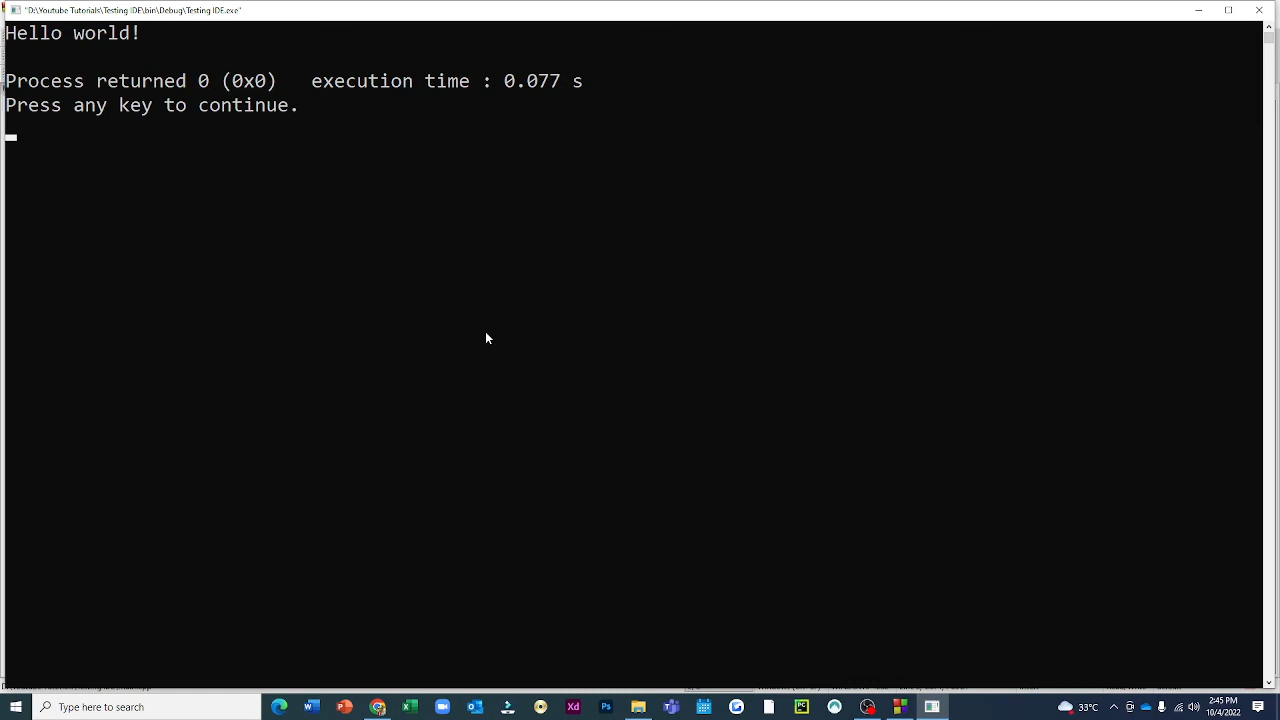 "D:\Youtube Tutorials\Testing IDE\bin\Debug\Testing IDE.exe"
Hello world!
Process returned 0 (0x0)   execution time : 0.077 s
Press any key to continue.
Type here to search
33°C
2:45 PM
10/4/2022